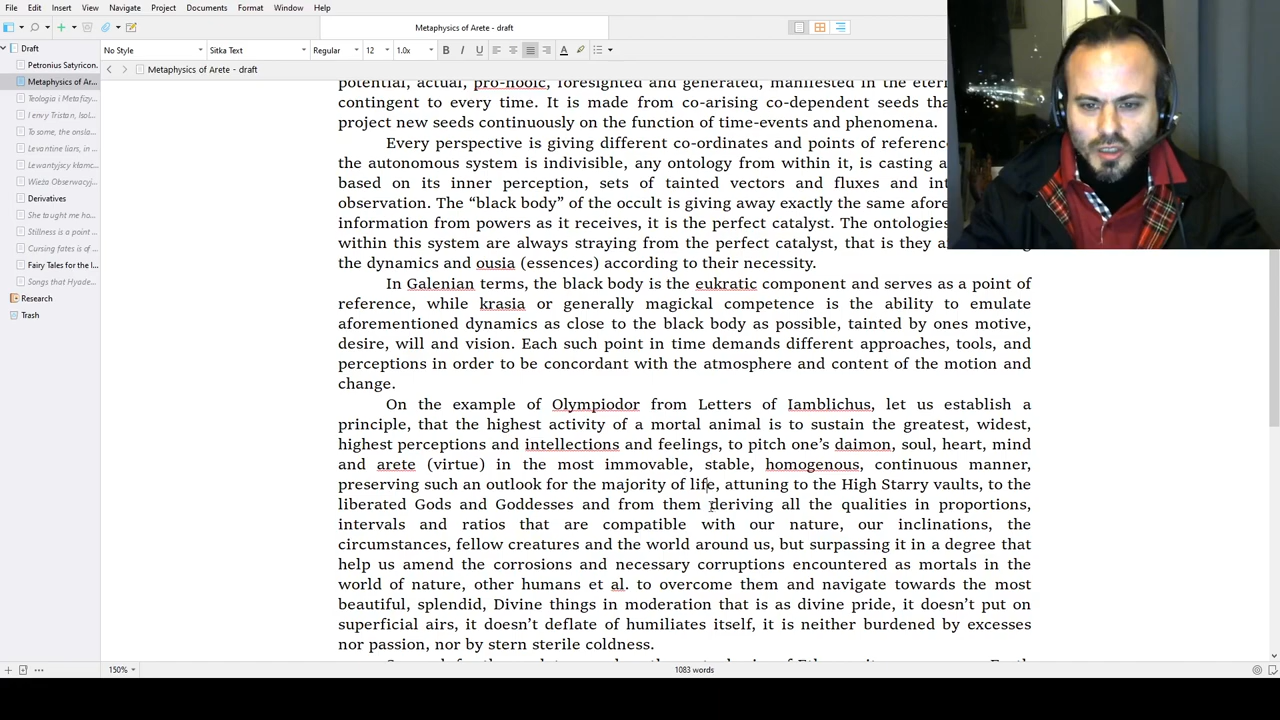 File Edit Insert View Navigate Project Documents Format Window Help
Metaphysics of Arete - draft
No Style Sitka Text Regular 12 1.0x B I U A
Metaphysics of Arete - draft
Draft
Petronius Satyricon.
Metaphysics of Ar...
Teologia i Metafizy...
I envy Tristan, Isol...
To some, the onsla...
Levantine liars, in...
Lewantyjscy kłamc...
Wieża Obserwacyj...
Derivatives
She taught me ho...
Stillness is a point ...
Cursing fates is of ...
Fairy Tales for the l...
Songs that Hyade...
Research
Trash
potential, actual, pro-nooic, foresighted and generated, manifested in the eter
contingent to every time. It is made from co-arising co-dependent seeds tha
project new seeds continuously on the function of time-events and phenomena.
Every perspective is giving different co-ordinates and points of referenc
the autonomous system is indivisible, any ontology from within it, is casting a
based on its inner perception, sets of tainted vectors and fluxes and in
observation. The “black body” of the occult is giving away exactly the same afore
information from powers as it receives, it is the perfect catalyst. The ontologies
within this system are always straying from the perfect catalyst, that is they a
the dynamics and ousia (essences) according to their necessity.
In Galenian terms, the black body is the eukratic component and serves as a point of
reference, while krasia or generally magickal competence is the ability to emulate
aforementioned dynamics as close to the black body as possible, tainted by ones motive,
desire, will and vision. Each such point in time demands different approaches, tools, and
perceptions in order to be concordant with the atmosphere and content of the motion and
change.
On the example of Olympiodor from Letters of Iamblichus, let us establish a
principle, that the highest activity of a mortal animal is to sustain the greatest, widest,
highest perceptions and intellections and feelings, to pitch one’s daimon, soul, heart, mind
and arete (virtue) in the most immovable, stable, homogenous, continuous manner,
preserving such an outlook for the majority of life, attuning to the High Starry vaults, to the
liberated Gods and Goddesses and from them deriving all the qualities in proportions,
intervals and ratios that are compatible with our nature, our inclinations, the
circumstances, fellow creatures and the world around us, but surpassing it in a degree that
help us amend the corrosions and necessary corruptions encountered as mortals in the
world of nature, other humans et al. to overcome them and navigate towards the most
beautiful, splendid, Divine things in moderation that is as divine pride, it doesn’t put on
superficial airs, it doesn’t deflate of humiliates itself, it is neither burdened by excesses
nor passion, nor by stern sterile coldness.
150% 1083 words